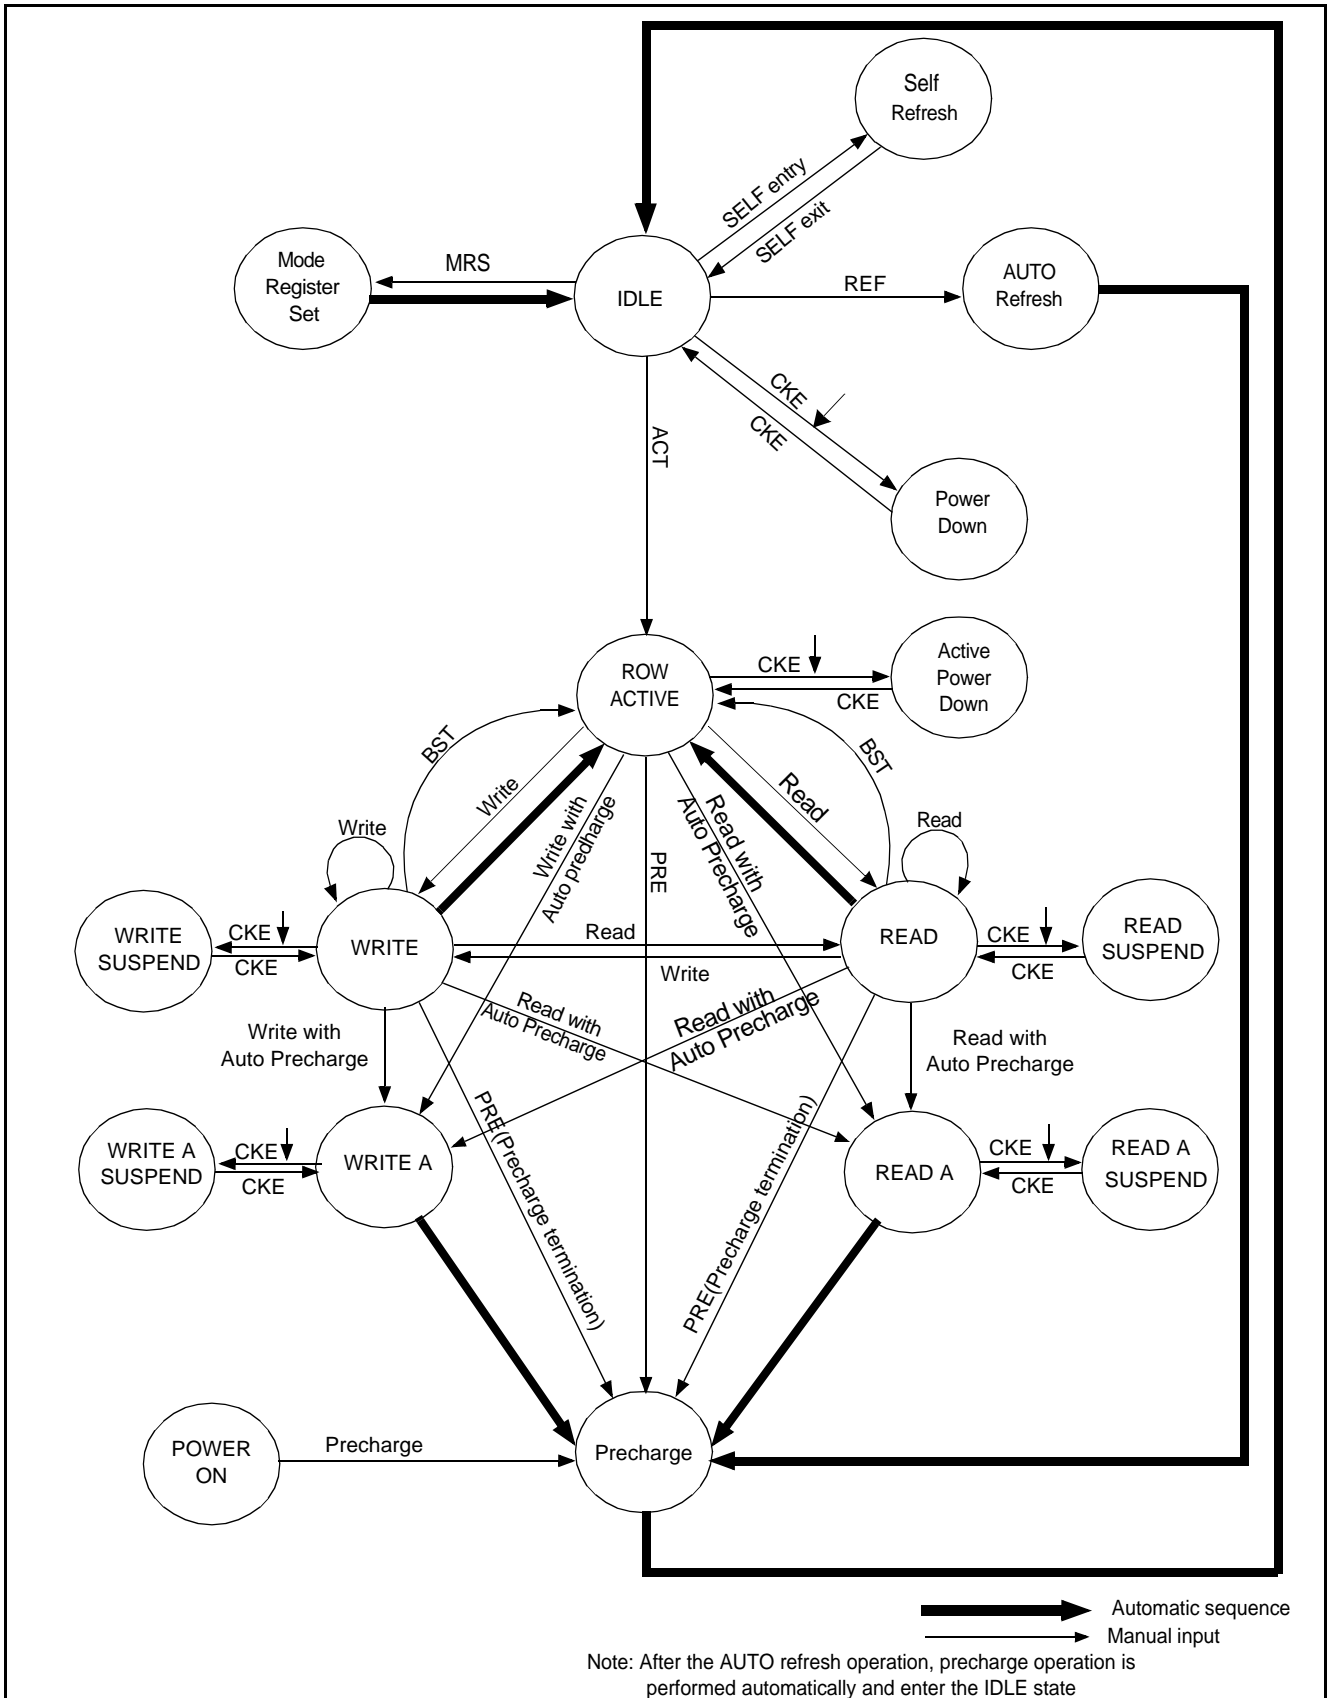 Self
Refresh
SELF entry
SELF exit
Mode
Register
Set
MRS
IDLE
REF
AUTO
Refresh
CKE
CKE
ACT
Power
Down
ROW
ACTIVE
CKE
CKE
Active
Power
Down
BST
Write
Write with
Auto predharge
PRE
Read with
Auto Precharge
Read
BST
Write
Read
WRITE
SUSPEND
CKE
CKE
WRITE
Read
Write
READ
CKE
CKE
READ
SUSPEND
Write with
Auto Precharge
Read with
Auto Precharge
Read with
Auto Precharge
Read with
Auto Precharge
PRE(Precharge termination)
PRE(Precharge termination)
WRITE A
SUSPEND
CKE
CKE
WRITE A
READ A
CKE
CKE
READ A
SUSPEND
POWER
ON
Precharge
Precharge
Automatic sequence
Manual input
Note: After the AUTO refresh operation, precharge operation is
performed automatically and enter the IDLE state